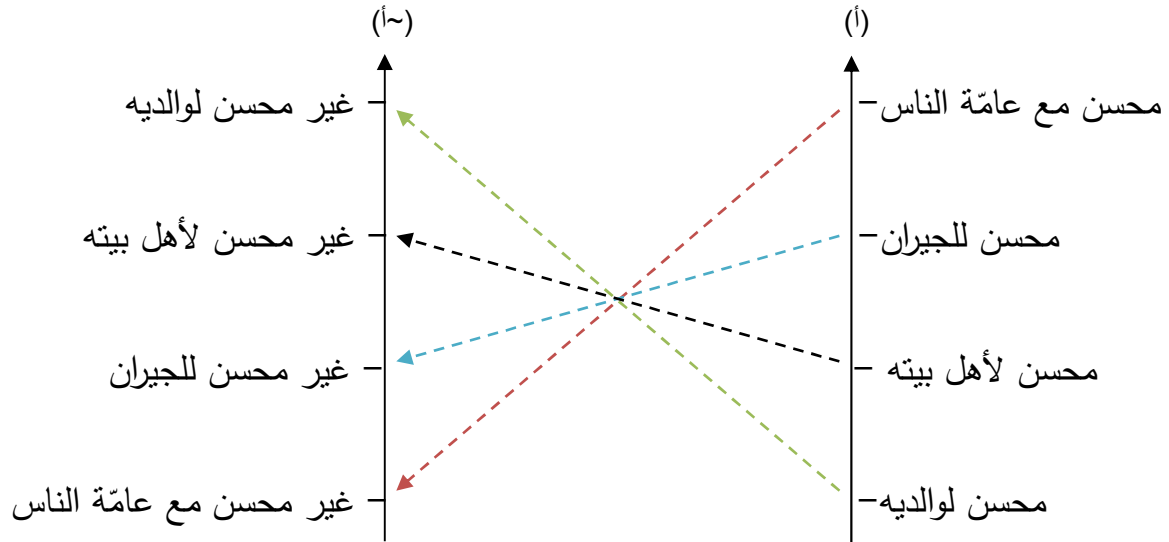 (أ)
محسن مع عامّة الناس
محسن للجيران
محسن لأهل بيته
محسن لوالديه
(~أ)
غير محسن لوالديه
غير محسن لأهل بيته
غير محسن للجيران
غير محسن مع عامّة الناس